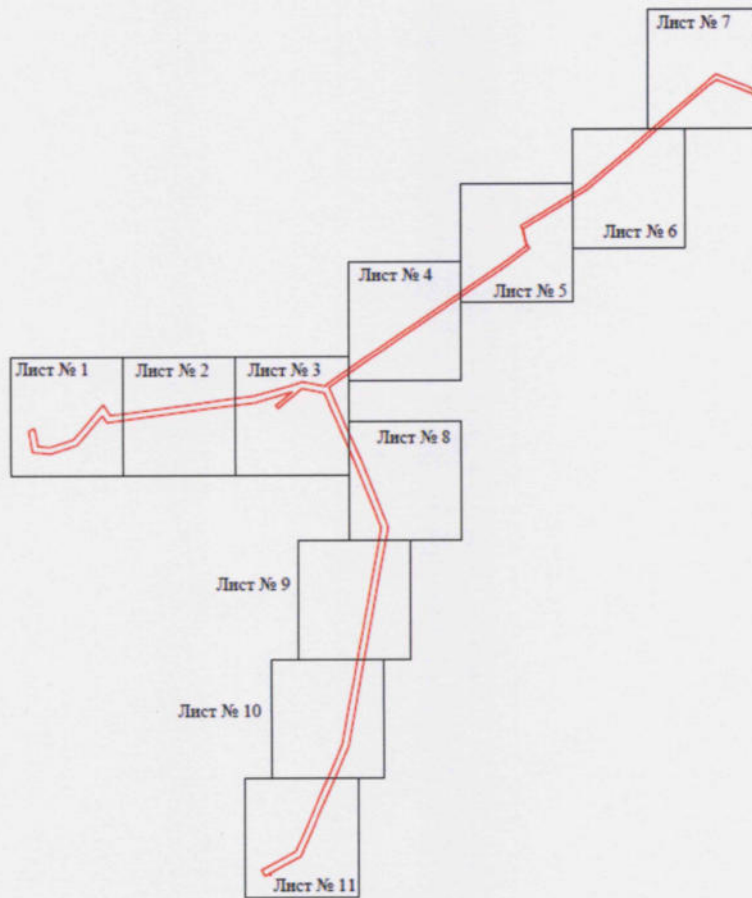 Лист № 7
Лист № 6
Лист № 4
Лист № 5
Лист № 1
Лист № 2
Лист № 3
Лист № 8
Лист № 9
Лист № 10
Лист № 11